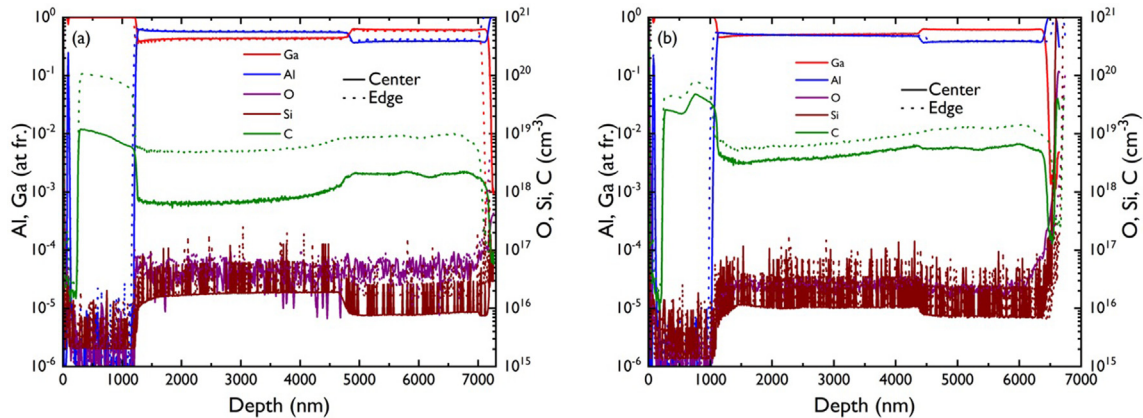 (a)
Ga
Al
O
Si
C
Center
Edge
10⁰
10⁻¹
10⁻²
10⁻³
10⁻⁴
10⁻⁵
10⁻⁶
Al, Ga (at fr.)
10²¹
10²⁰
10¹⁹
10¹⁸
10¹⁷
10¹⁶
10¹⁵
O, Si, C (cm⁻³)
0 1000 2000 3000 4000 5000 6000 7000
Depth (nm)
(b)
Ga
Al
O
Si
C
Center
Edge
10⁰
10⁻¹
10⁻²
10⁻³
10⁻⁴
10⁻⁵
10⁻⁶
Al, Ga (at fr.)
10²¹
10²⁰
10¹⁹
10¹⁸
10¹⁷
10¹⁶
10¹⁵
O, Si, C (cm⁻³)
0 1000 2000 3000 4000 5000 6000 7000
Depth (nm)